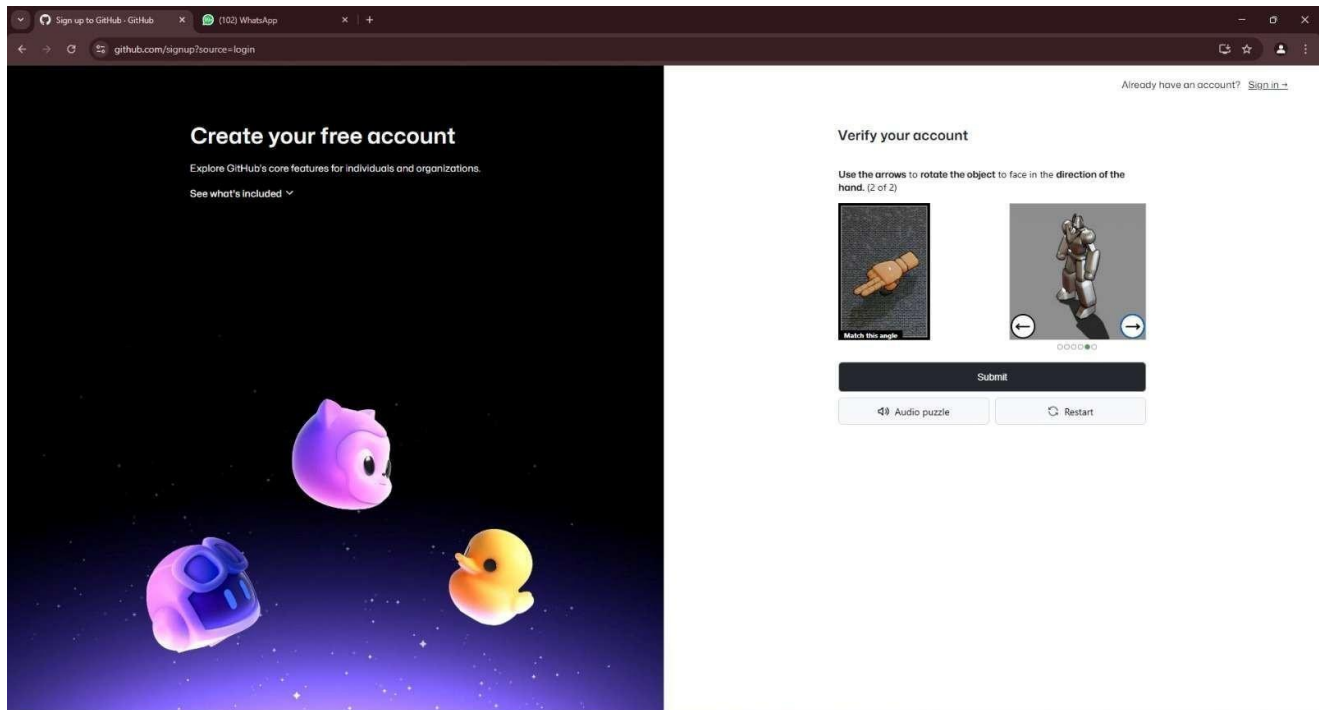 Sign up to GitHub · GitHub
(102) WhatsApp
github.com/signup?source=login
Already have an account? Sign in →
Create your free account
Explore GitHub's core features for individuals and organizations.
See what's included
Verify your account
Use the arrows to rotate the object to face in the direction of the
hand. (2 of 2)
Match this angle
Submit
Audio puzzle
Restart